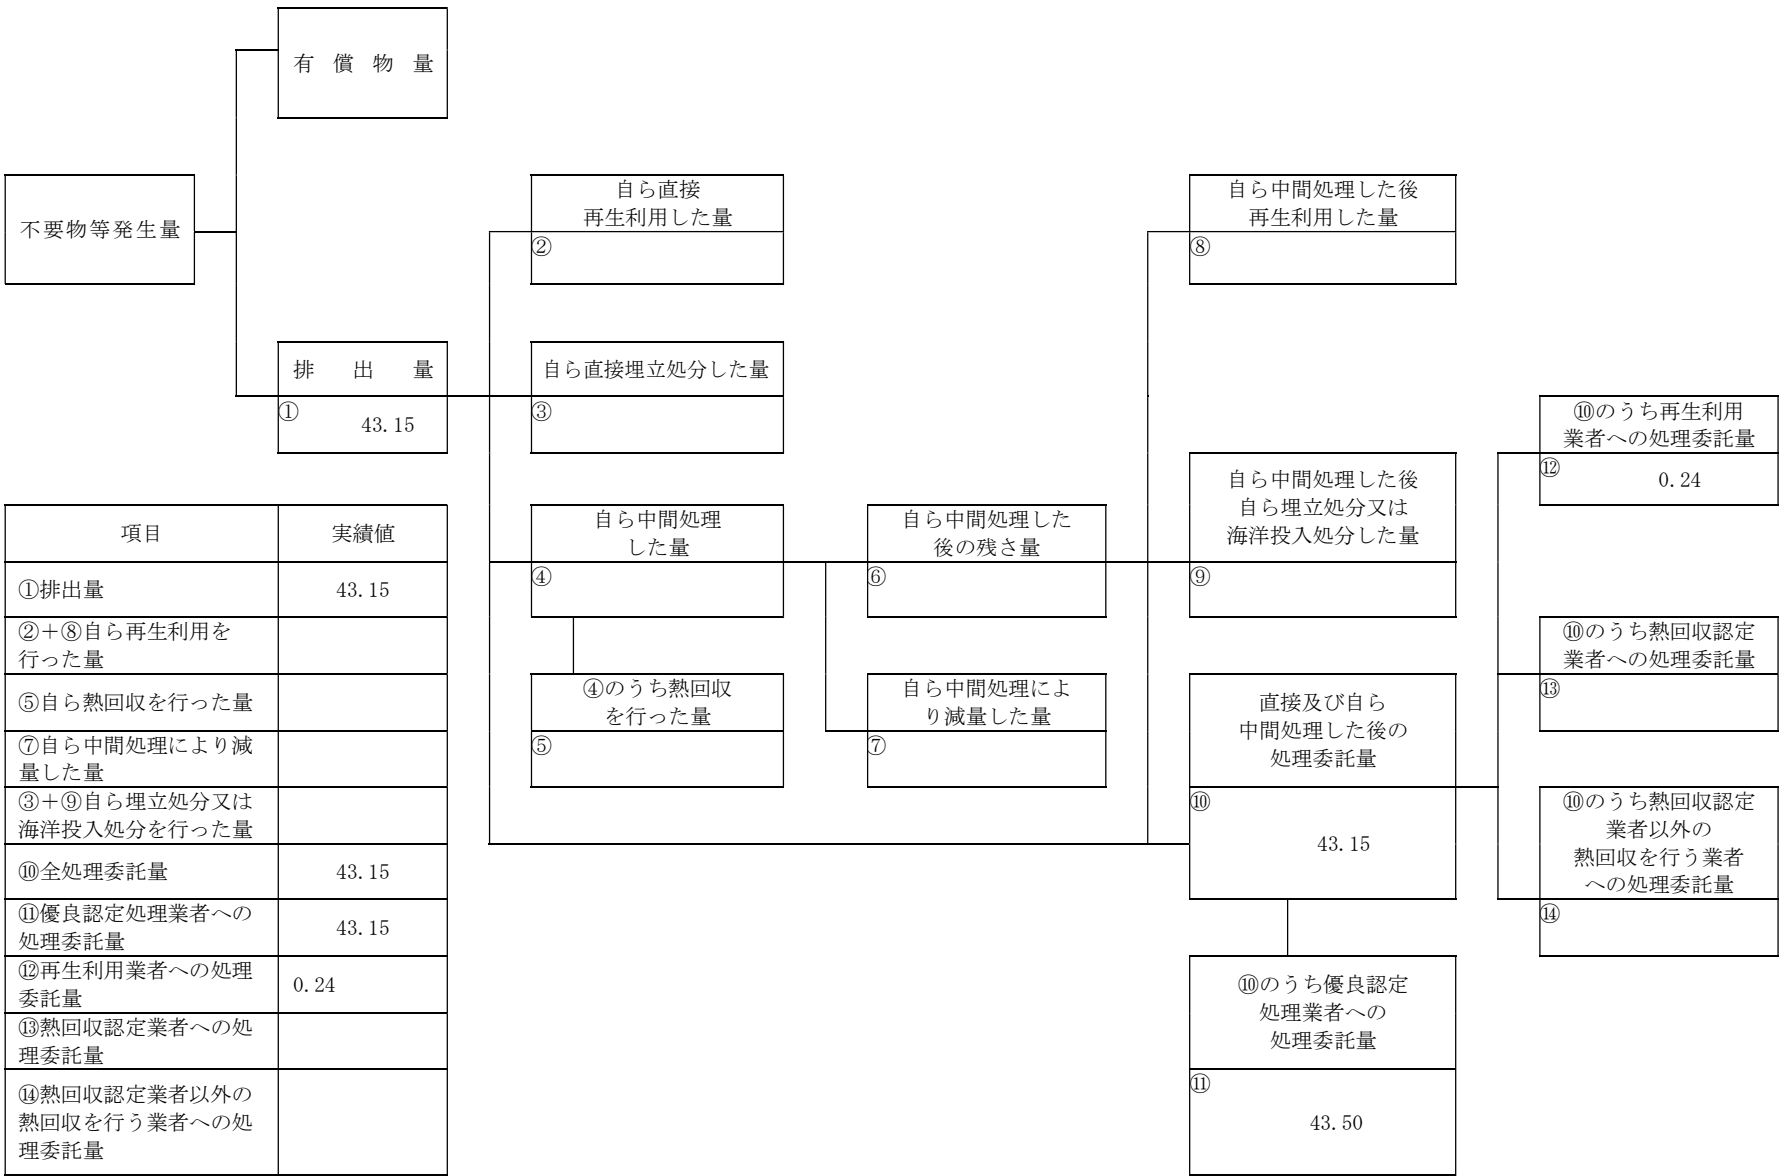 有償物量
不要物等発生量
自ら直接
再生利用した量
②
自ら中間処理した後
再生利用した量
⑧
排出量
①
43.15
自ら直接埋立処分した量
③
⑩のうち再生利用
業者への処理委託量
⑫
0.24
自ら中間処理
した量
④
自ら中間処理した
後の残さ量
⑥
自ら中間処理した後
自ら埋立処分又は
海洋投入処分した量
⑨
⑩のうち熱回収認定
業者への処理委託量
⑬
④のうち熱回収
を行った量
⑤
自ら中間処理によ
り減量した量
⑦
直接及び自ら
中間処理した後の
処理委託量
⑩
43.15
⑩のうち熱回収認定
業者以外の
熱回収を行う業者
への処理委託量
⑭
⑩のうち優良認定
処理業者への
処理委託量
⑪
43.50
項目 実績値
①排出量 43.15
②+⑧自ら再生利用を
行った量
⑤自ら熱回収を行った量
⑦自ら中間処理により減
量した量
③+⑨自ら埋立処分又は
海洋投入処分を行った量
⑩全処理委託量 43.15
⑪優良認定処理業者への
処理委託量 43.15
⑫再生利用業者への処理
委託量 0.24
⑬熱回収認定業者への処
理委託量
⑭熱回収認定業者以外の
熱回収を行う業者への処
理委託量